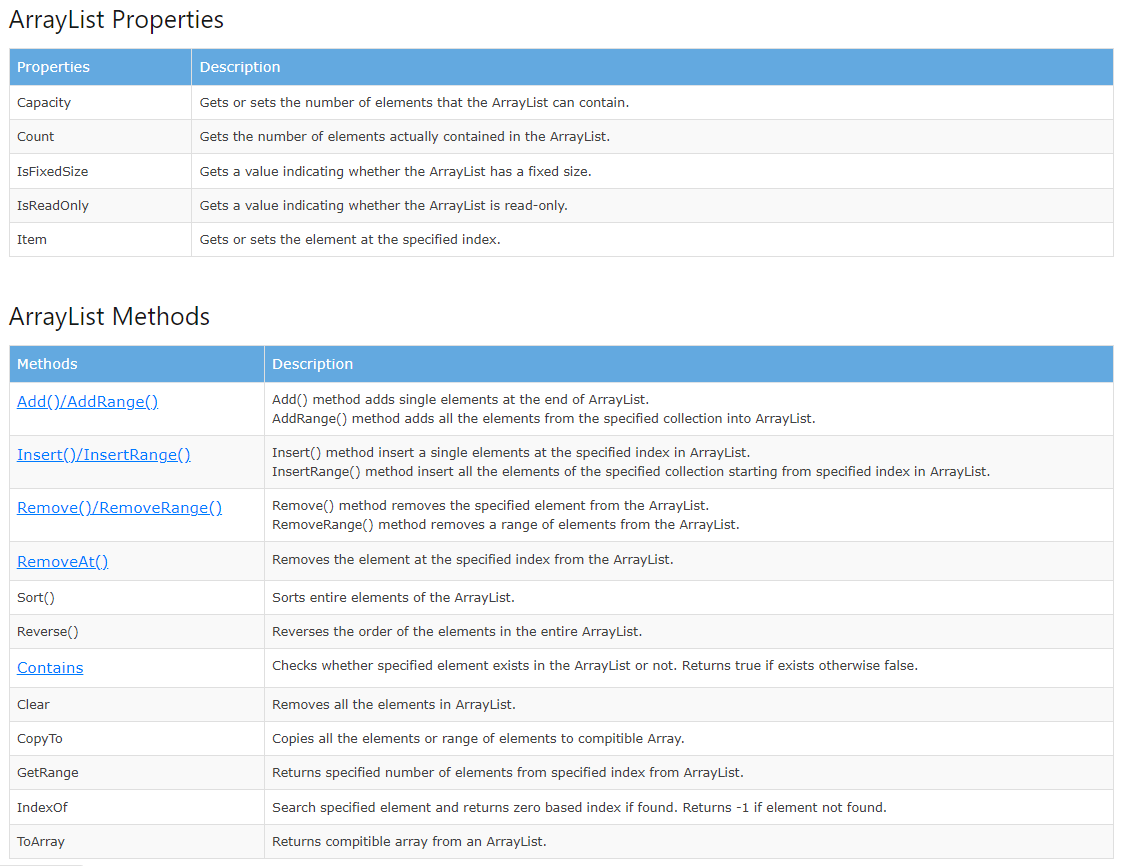 ArrayList Properties
Properties Description
Capacity Gets or sets the number of elements that the ArrayList can contain.
Count Gets the number of elements actually contained in the ArrayList.
IsFixedSize Gets a value indicating whether the ArrayList has a fixed size.
IsReadOnly Gets a value indicating whether the ArrayList is read-only.
Item Gets or sets the element at the specified index.
ArrayList Methods
Methods Description
Add()/AddRange() Add() method adds single elements at the end of ArrayList.
AddRange() method adds all the elements from the specified collection into ArrayList.
Insert()/InsertRange() Insert() method insert a single elements at the specified index in ArrayList.
InsertRange() method insert all the elements of the specified collection starting from specified index in ArrayList.
Remove()/RemoveRange() Remove() method removes the specified element from the ArrayList.
RemoveRange() method removes a range of elements from the ArrayList.
RemoveAt() Removes the element at the specified index from the ArrayList.
Sort() Sorts entire elements of the ArrayList.
Reverse() Reverses the order of the elements in the entire ArrayList.
Contains Checks whether specified element exists in the ArrayList or not. Returns true if exists otherwise false.
Clear Removes all the elements in ArrayList.
CopyTo Copies all the elements or range of elements to compitible Array.
GetRange Returns specified number of elements from specified index from ArrayList.
IndexOf Search specified element and returns zero based index if found. Returns -1 if element not found.
ToArray Returns compitible array from an ArrayList.